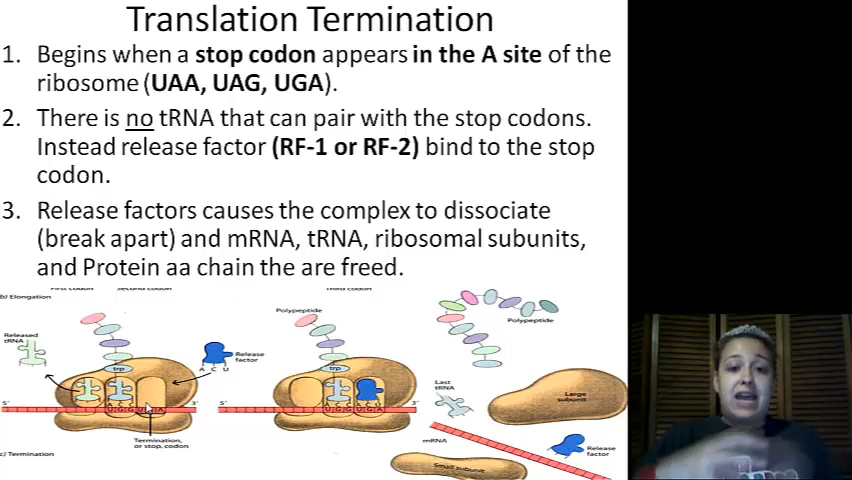 Translation Termination
1. Begins when a stop codon appears in the A site of the
ribosome (UAA, UAG, UGA).
2. There is no tRNA that can pair with the stop codons.
Instead release factor (RF-1 or RF-2) bind to the stop
codon.
3. Release factors causes the complex to dissociate
(break apart) and mRNA, tRNA, ribosomal subunits,
and Protein aa chain the are freed.
b) Elongation
Second codon
Third codon
Released
tRNA
trp
Release
factor
A C U
A C C
U G G U G A
5'
3'
Termination,
or stop, codon
c) Termination
Polypeptide
trp
A C C A C U
U G G U G A
5'
3'
Polypeptide
Last
tRNA
Large
subunit
mRNA
Release
factor
Small subunit